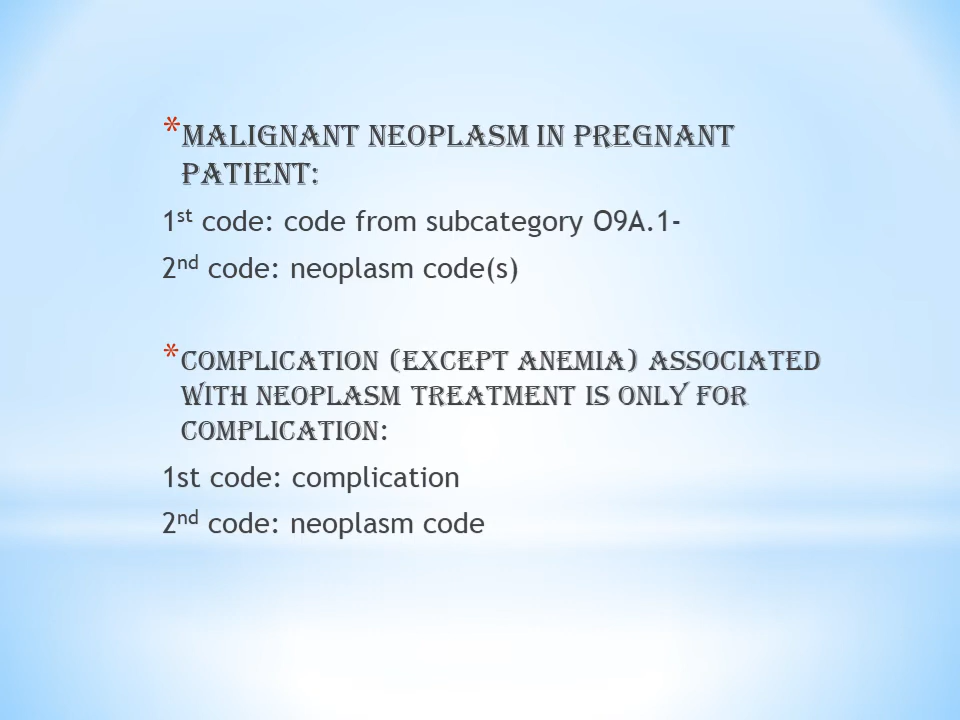 *MALIGNANT NEOPLASM IN PREGNANT
PATIENT:
1st code: code from subcategory O9A.1-
2nd code: neoplasm code(s)
*COMPLICATION (EXCEPT ANEMIA) ASSOCIATED
WITH NEOPLASM TREATMENT IS ONLY FOR
COMPLICATION:
1st code: complication
2nd code: neoplasm code